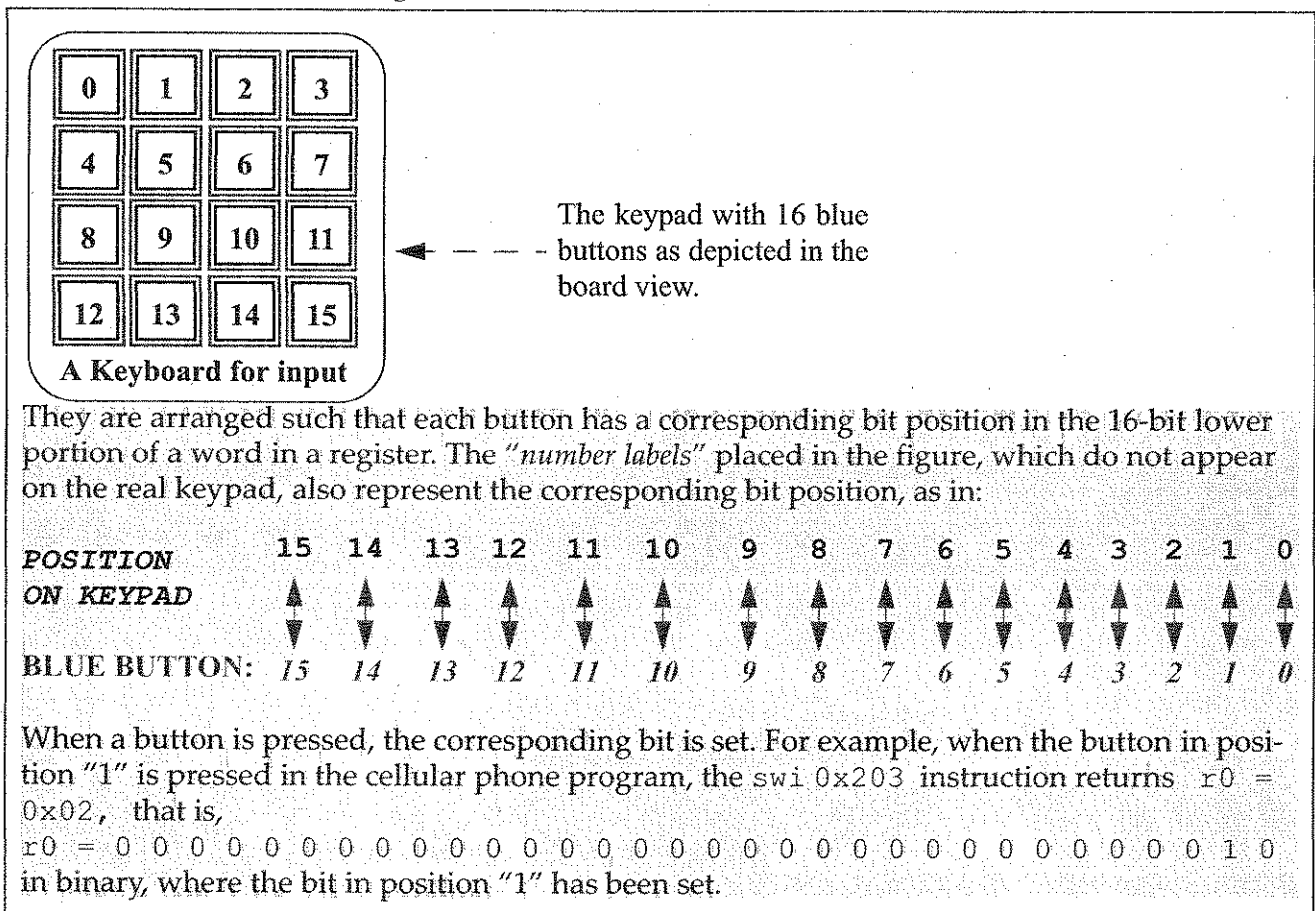 0 1 2 3
4 5 6 7
8 9 10 11
12 13 14 15
A Keyboard for input
The keypad with 16 blue
buttons as depicted in the
board view.
They are arranged such that each button has a corresponding bit position in the 16-bit lower
portion of a word in a register. The "number labels" placed in the figure, which do not appear
on the real keypad, also represent the corresponding bit position, as in:
POSITION 15 14 13 12 11 10 9 8 7 6 5 4 3 2 1 0
ON KEYPAD
BLUE BUTTON: 15 14 13 12 11 10 9 8 7 6 5 4 3 2 1 0
When a button is pressed, the corresponding bit is set. For example, when the button in posi-
tion "1" is pressed in the cellular phone program, the swi 0x203 instruction returns r0 =
0x02, that is,
r0 = 0 0 0 0 0 0 0 0 0 0 0 0 0 0 0 0 0 0 0 0 0 0 0 0 0 0 0 0 0 0 1 0
in binary, where the bit in position "1" has been set.